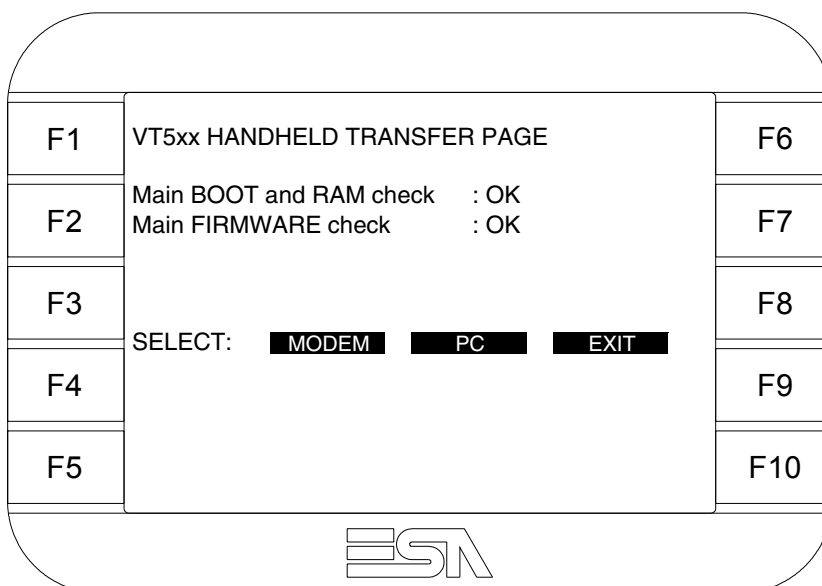 F1
F2
F3
F4
F5
VT5xx HANDHELD TRANSFER PAGE
Main BOOT and RAM check : OK
Main FIRMWARE check : OK
SELECT: MODEM PC EXIT
F6
F7
F8
F9
F10
ESA